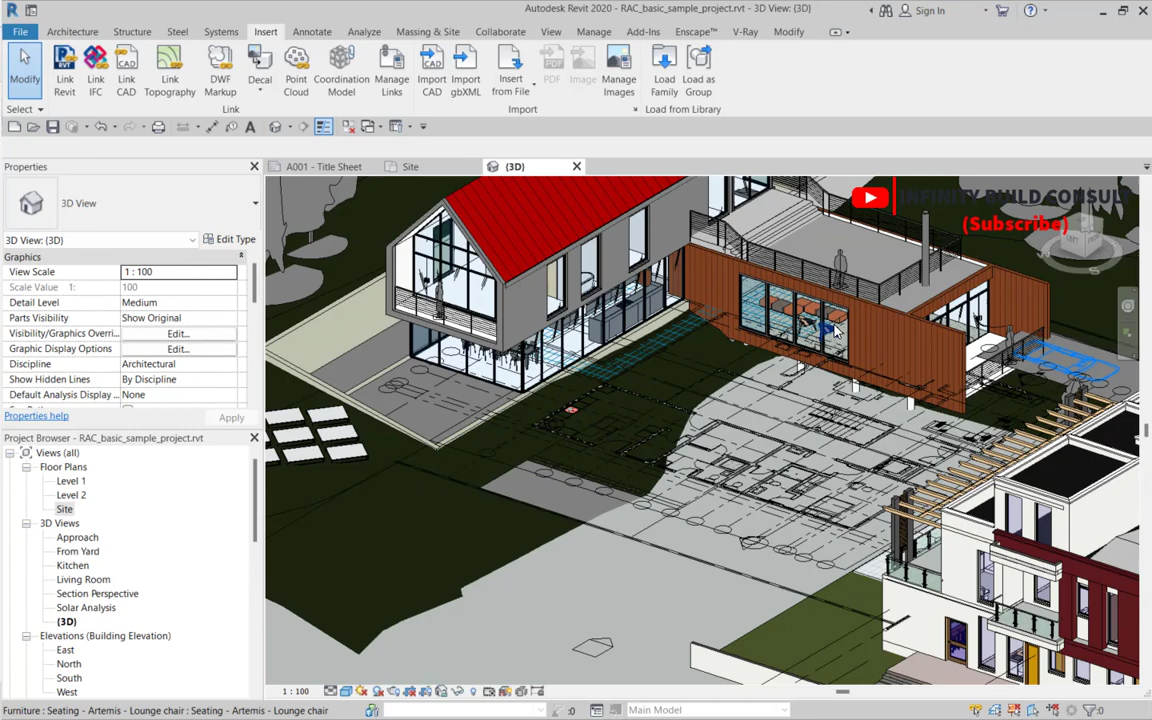 Autodesk Revit 2020 - RAC_basic_sample_project.rvt - 3D View: {3D}
Sign In
File Architecture Structure Steel Systems Insert Annotate Analyze Massing & Site Collaborate View Manage Add-Ins Enscape™ V-Ray Modify
Modify
Link Revit
Link IFC
Link CAD
Link Topography
DWF Markup
Decal
Point Cloud
Coordination Model
Manage Links
Import CAD
Import gbXML
Insert from File
PDF
Image
Manage Images
Load Family
Load as Group
Select
Link
Import
Load from Library
Properties
A001 - Title Sheet
Site
{3D}
3D View
3D View: {3D}
Edit Type
Graphics
View Scale 1 : 100
Scale Value 1: 100
Detail Level Medium
Parts Visibility Show Original
Visibility/Graphics Overri... Edit...
Graphic Display Options Edit...
Discipline Architectural
Show Hidden Lines By Discipline
Default Analysis Display ... None
Properties help
Apply
Project Browser - RAC_basic_sample_project.rvt
Views (all)
Floor Plans
Level 1
Level 2
Site
3D Views
Approach
From Yard
Kitchen
Living Room
Section Perspective
Solar Analysis
{3D}
Elevations (Building Elevation)
East
North
South
West
INFINITY BUILD CONSULT
(Subscribe)
LEFT
1 : 100
Furniture : Seating - Artemis - Lounge chair : Seating - Artemis - Lounge chair
:0
Main Model
:0